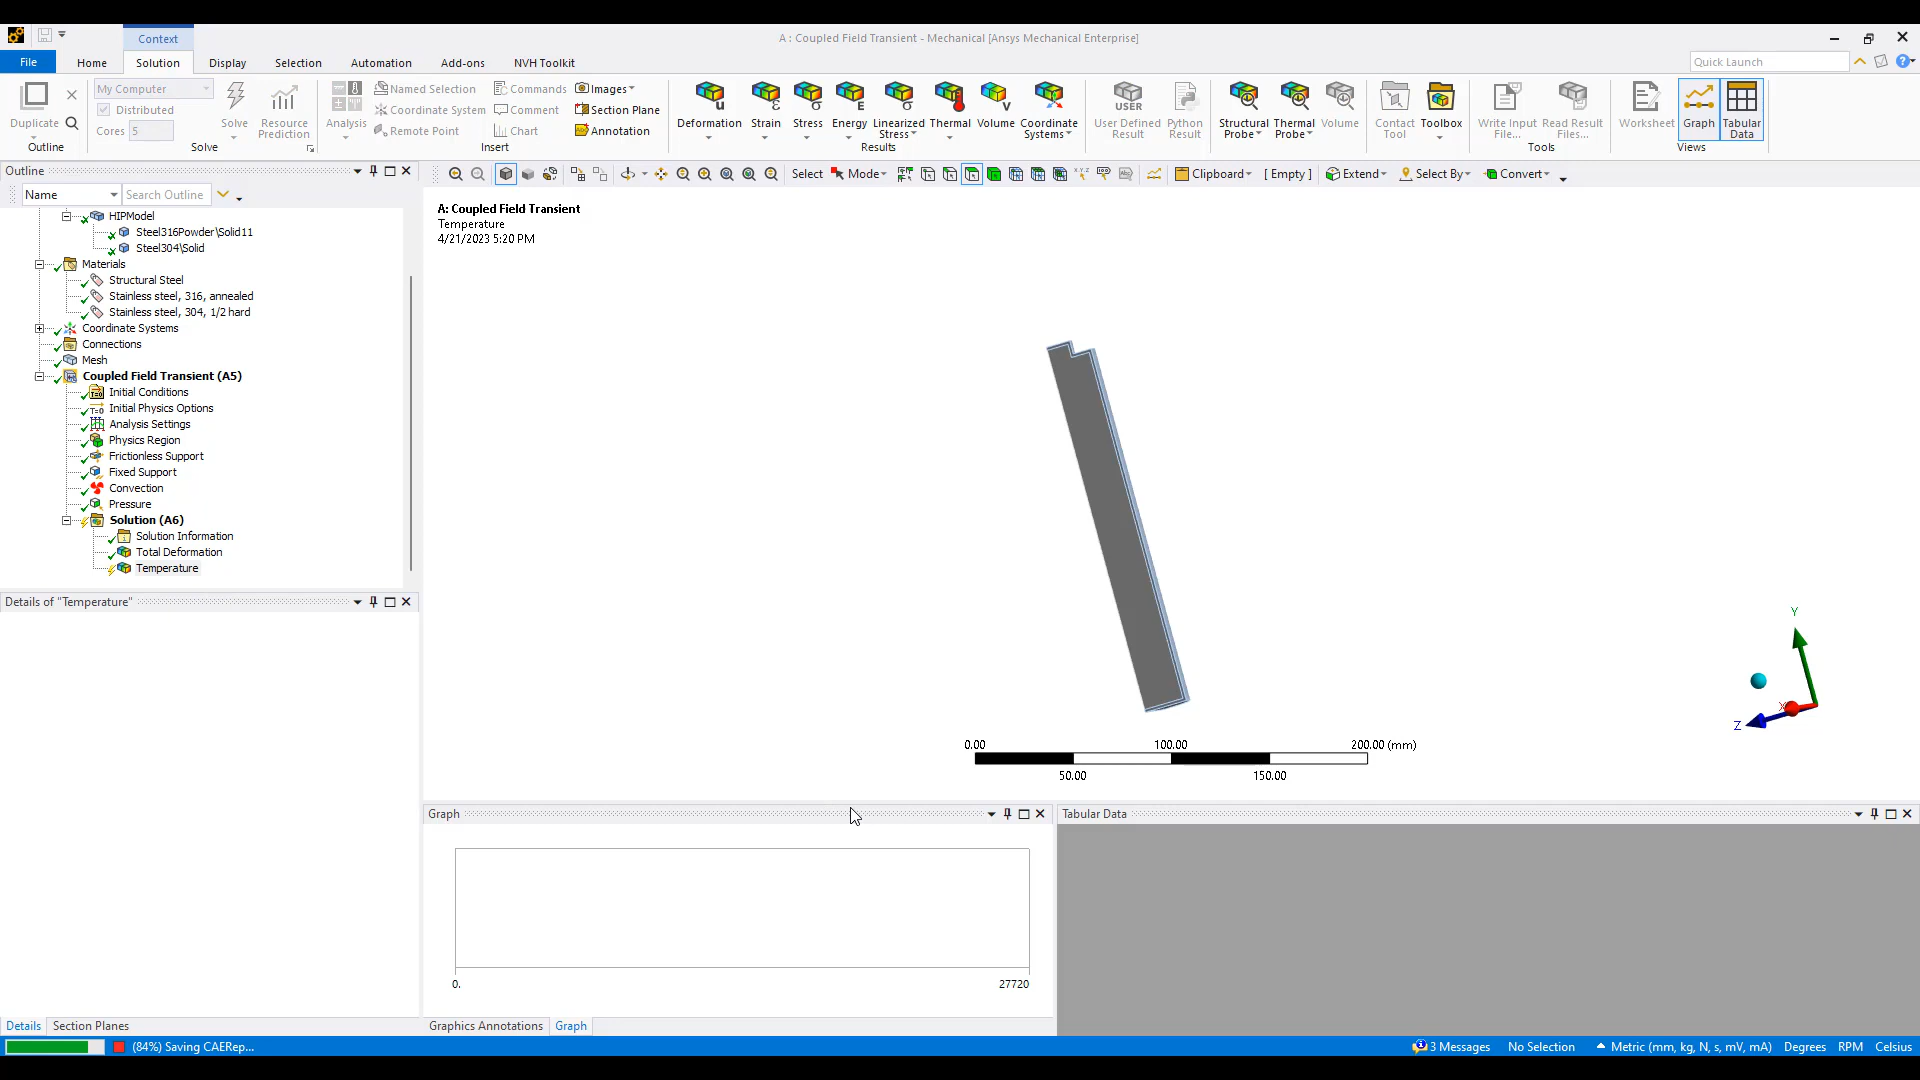 Context
A : Coupled Field Transient - Mechanical [Ansys Mechanical Enterprise]
File Home Solution Display Selection Automation Add-ons NVH Toolkit
Quick Launch
Duplicate
Outline
My Computer
Distributed
Cores 5
Solve
Resource Prediction
Solve
Analysis
Named Selection
Coordinate System
Remote Point
Commands
Comment
Chart
Images
Section Plane
Annotation
Insert
Deformation Strain Stress Energy Linearized Stress Thermal Volume Coordinate Systems
Results
User Defined Result
Python Result
Structural Probe
Thermal Probe
Volume
Contact Tool
Toolbox
Write Input File...
Read Result Files...
Tools
Worksheet
Graph
Tabular Data
Views
Outline
Name Search Outline
Select Mode Clipboard [ Empty ] Extend Select By Convert
HIPModel
Steel316Powder\Solid11
Steel304\Solid
Materials
Structural Steel
Stainless steel, 316, annealed
Stainless steel, 304, 1/2 hard
Coordinate Systems
Connections
Mesh
Coupled Field Transient (A5)
Initial Conditions
Initial Physics Options
Analysis Settings
Physics Region
Frictionless Support
Fixed Support
Convection
Pressure
Solution (A6)
Solution Information
Total Deformation
Temperature
Details of "Temperature"
A: Coupled Field Transient
Temperature
4/21/2023 5:20 PM
Y
X
Z
0.00 100.00 200.00 (mm)
50.00 150.00
Graph
0. 27720
Tabular Data
Details Section Planes
Graphics Annotations Graph
(84%) Saving CAERep...
3 Messages No Selection Metric (mm, kg, N, s, mV, mA) Degrees RPM Celsius